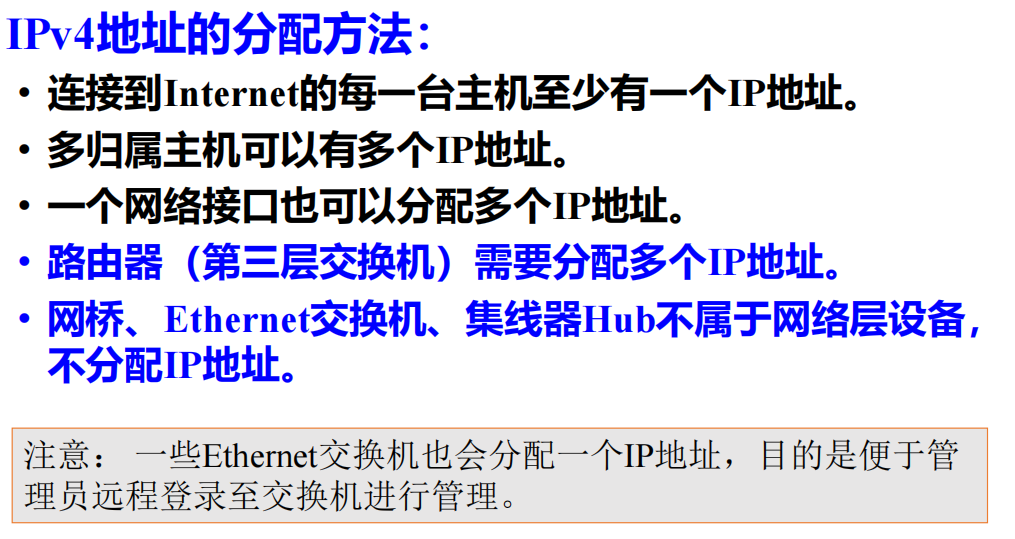 IPv4地址的分配方法：
• 连接到Internet的每一台主机至少有一个IP地址。
• 多归属主机可以有多个IP地址。
• 一个网络接口也可以分配多个IP地址。
• 路由器（第三层交换机）需要分配多个IP地址。
• 网桥、Ethernet交换机、集线器Hub不属于网络层设备，
不分配IP地址。
注意： 一些Ethernet交换机也会分配一个IP地址，目的是便于管
理员远程登录至交换机进行管理。